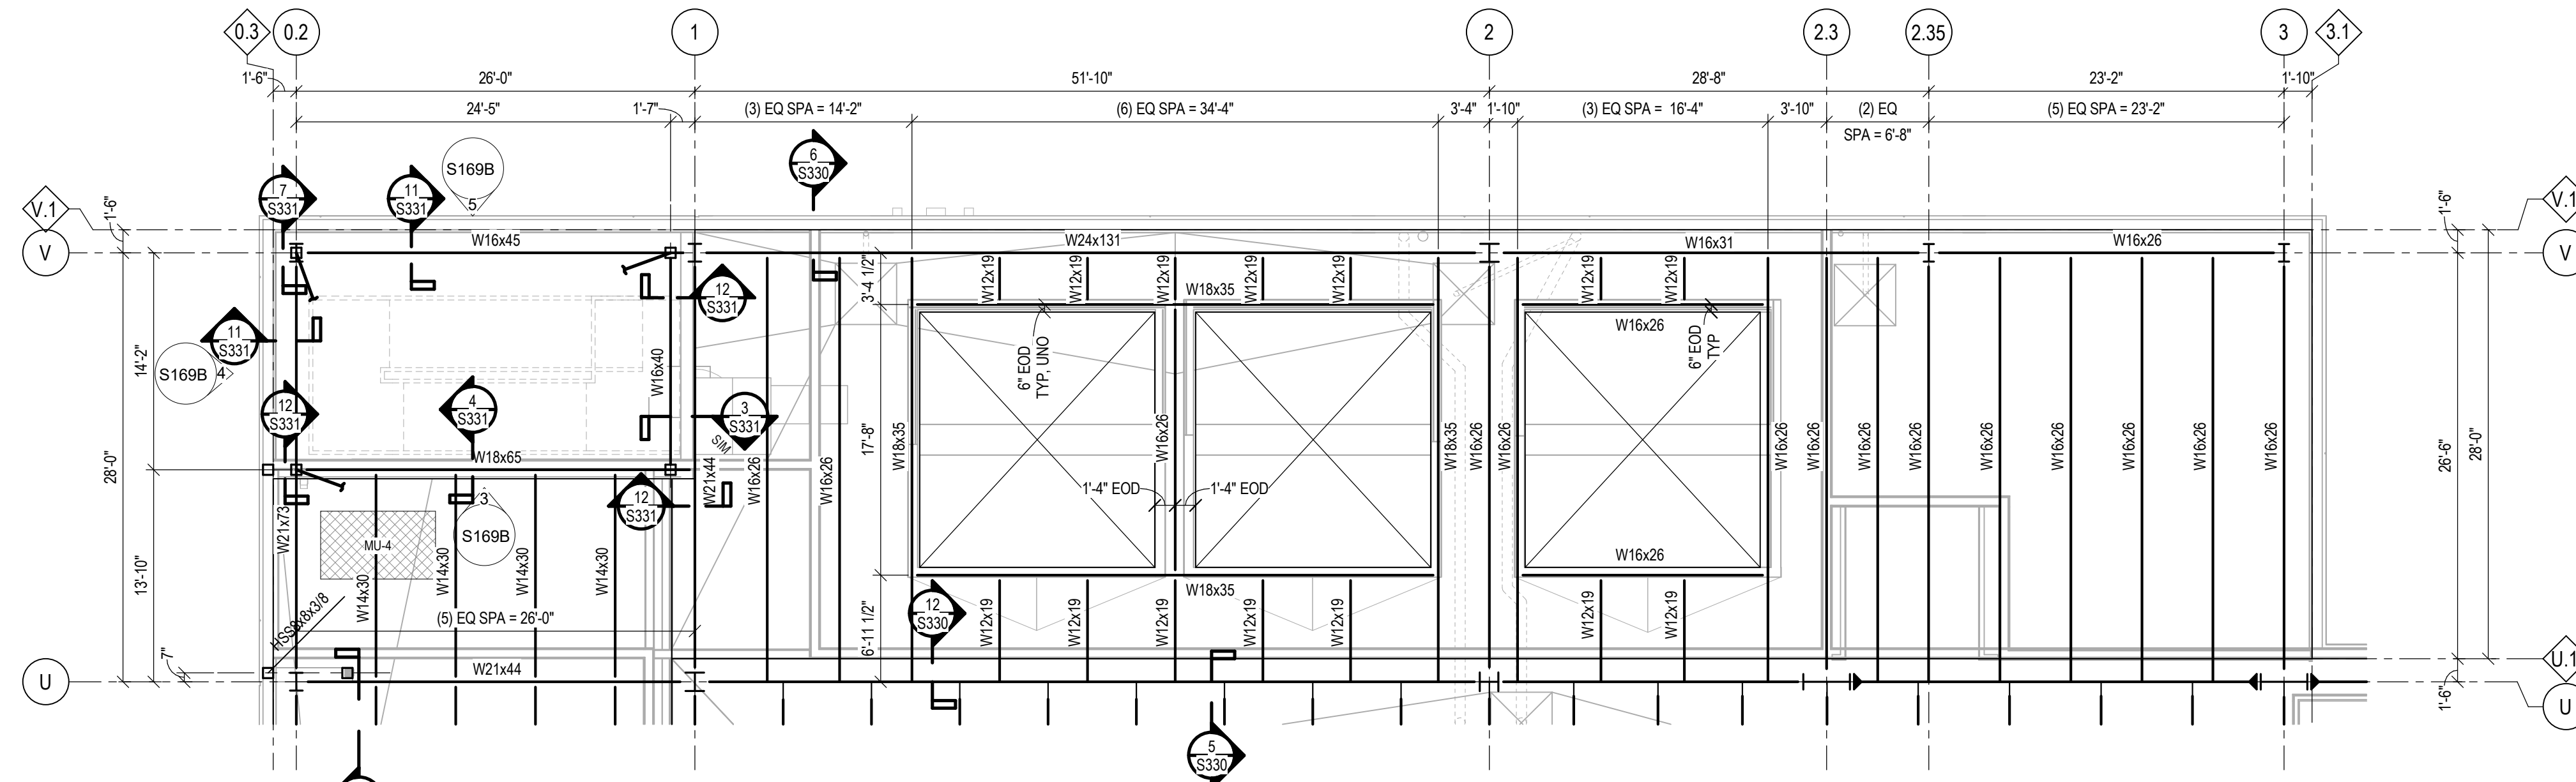 0.3
0.2
1
2
2.3
2.35
3
3.1
1'-6"
26'-0"
51'-10"
28'-8"
23'-2"
1'-10"
24'-5"
1'-7"
(3) EQ SPA = 14'-2"
(6) EQ SPA = 34'-4"
3'-4"
1'-10"
(3) EQ SPA = 16'-4"
3'-10"
(2) EQ
SPA = 6'-8"
(5) EQ SPA = 23'-2"
6
S330
S169B
5
7
S331
11
S331
V.1
V
1'-6"
1'-6"
V.1
V
W16x45
W24x131
W16x31
W16x26
3'-4 1/2"
W12x19
W12x19
W12x19
W12x19
W12x19
W12x19
W12x19
W18x35
12
S331
11
S331
S169B
4
14'-2"
28'-0"
W16x40
6" EOD
TYP, UNO
W16x26
6" EOD
TYP
12
S331
4
S331
3
S331
SIM
W18x65
W21x44
W16x26
W16x26
17'-8"
W18x35
W16x26
W18x35
W16x26
W16x26
W16x26
W16x26
W16x26
W16x26
W16x26
W16x26
W16x26
W16x26
W16x26
26'-6"
28'-0"
1'-4" EOD
1'-4" EOD
3
S169B
12
S331
W21x73
MU-4
W14x30
W14x30
W14x30
W14x30
13'-10"
HSS8x8x3/8
(5) EQ SPA = 26'-0"
W16x26
W18x35
12
S330
6'-11 1/2"
W12x19
W12x19
W12x19
W12x19
W12x19
W12x19
W12x19
7"
W21x44
U
U.1
1'-6"
U
5
S330